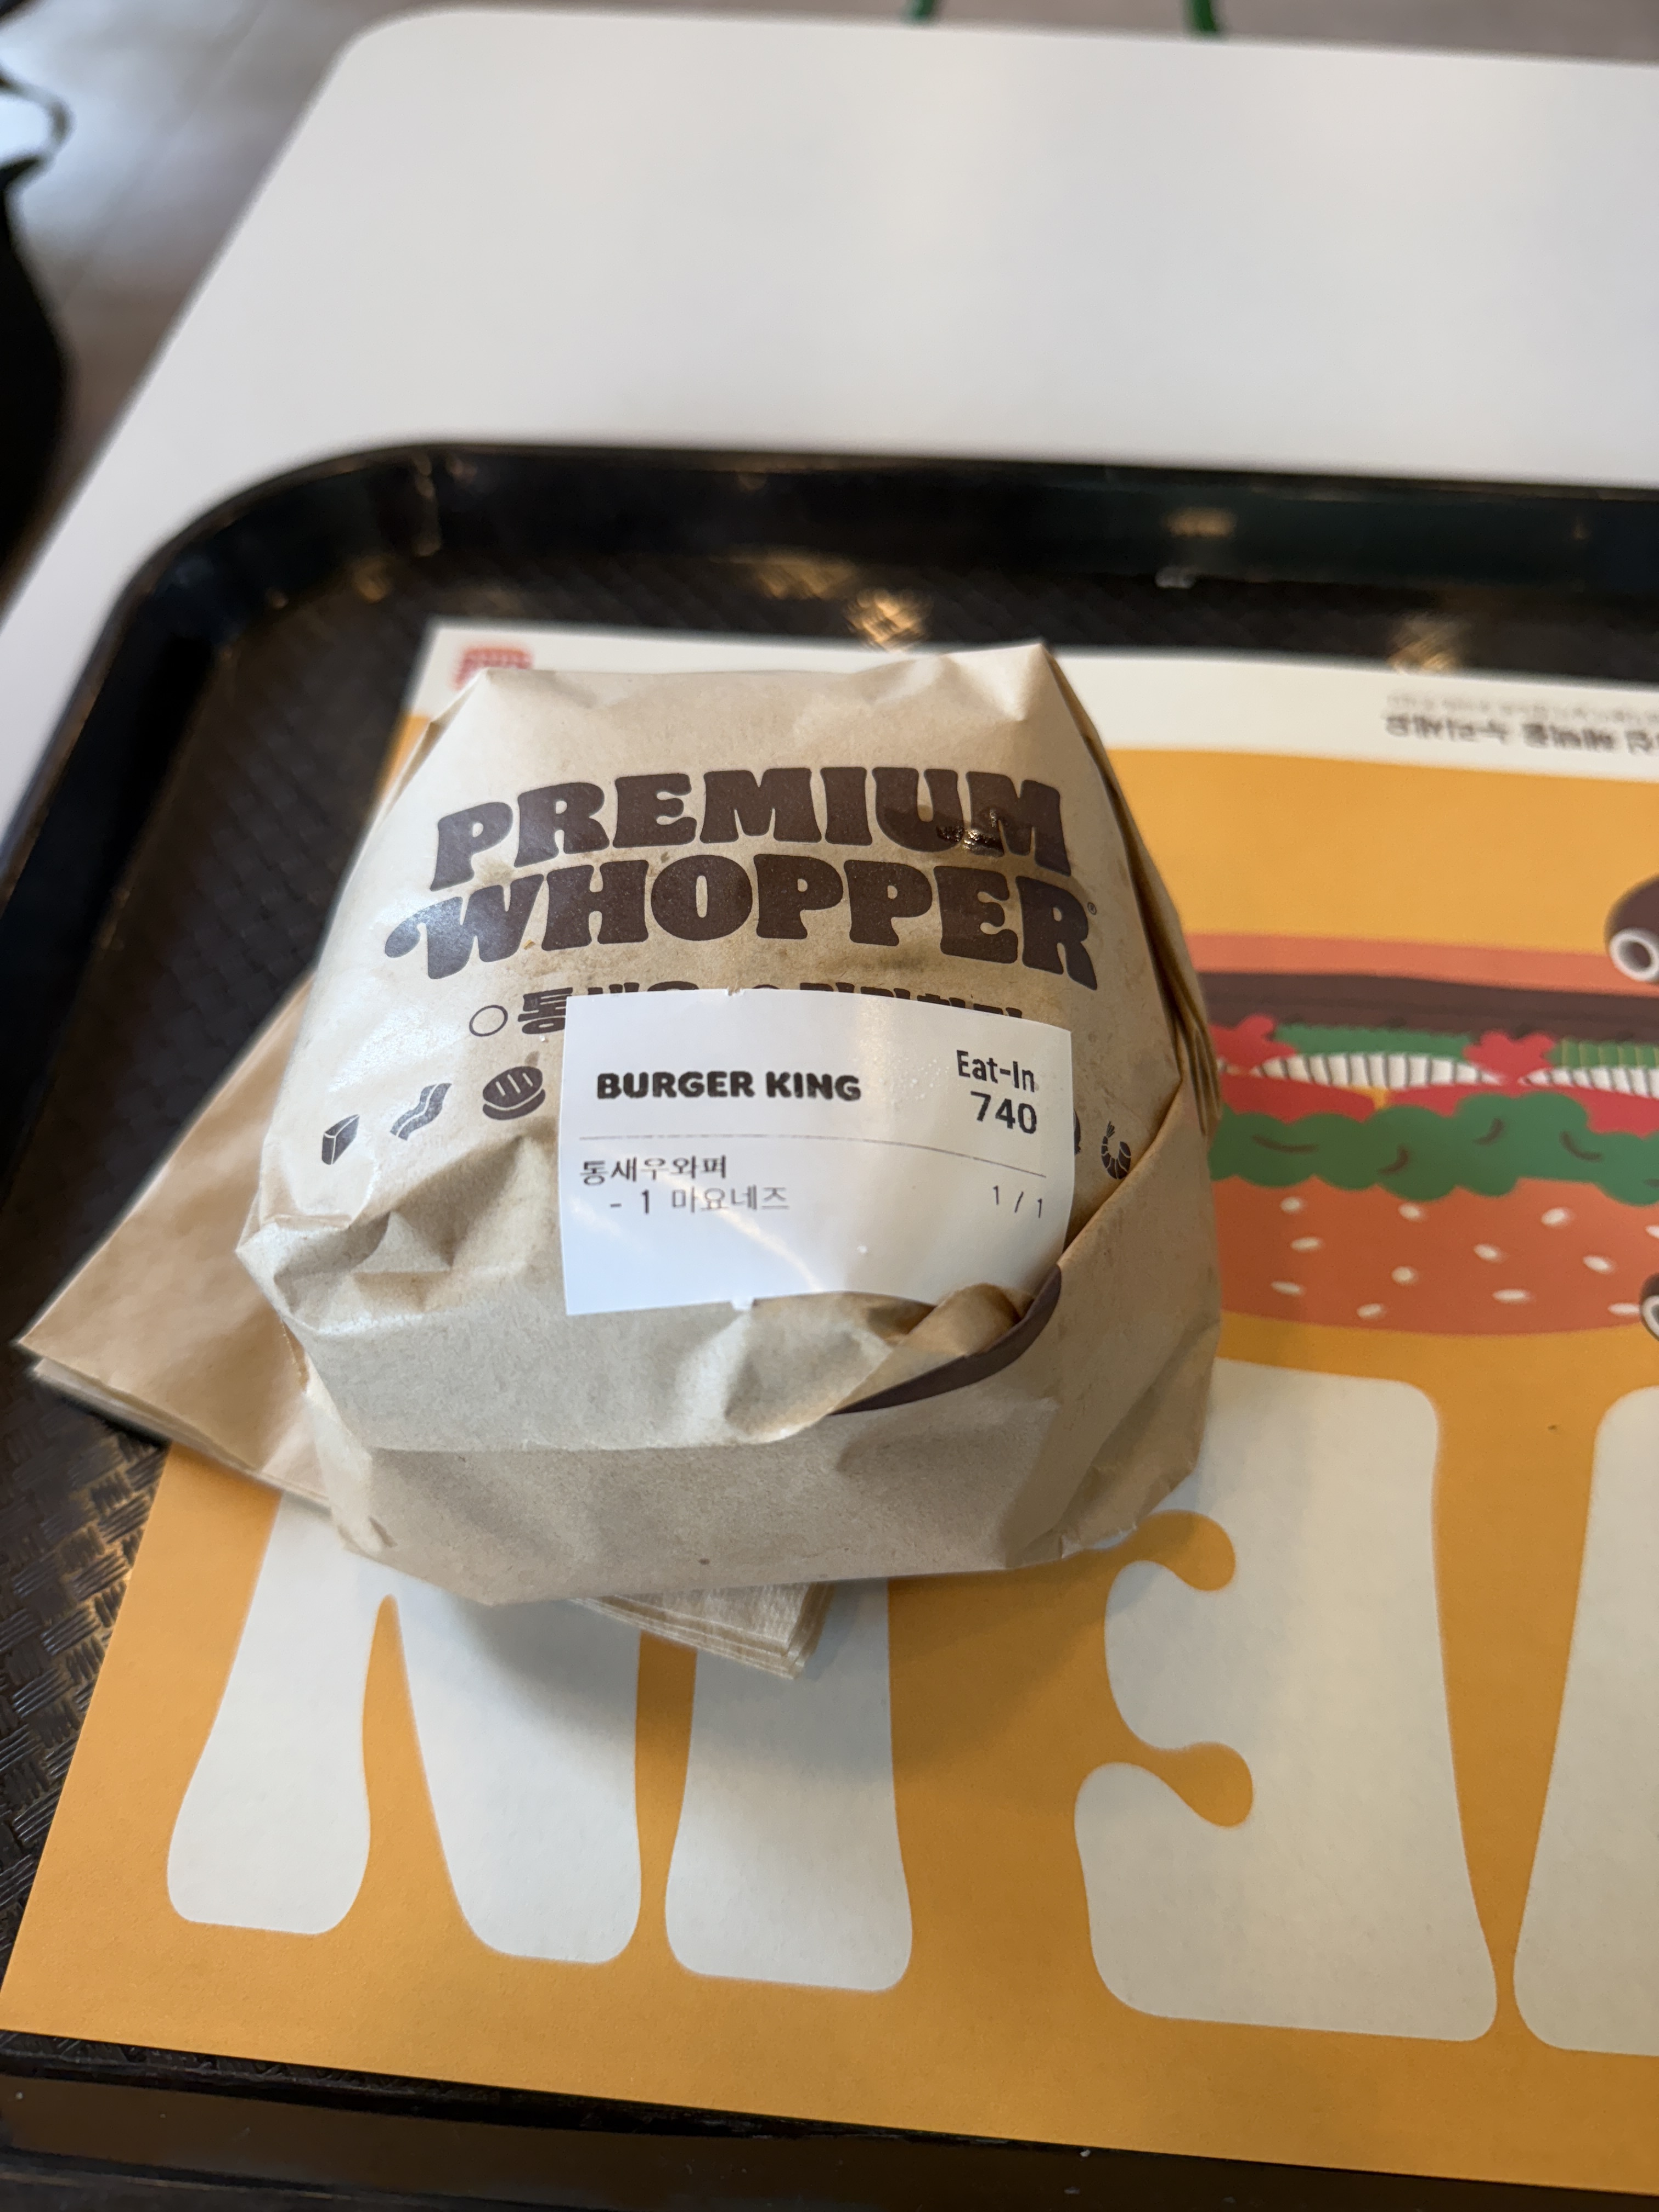 PREMIUM
WHOPPER®
통
BURGER KING
Eat-In
740
통새우와퍼
- 1 마요네즈
1 / 1